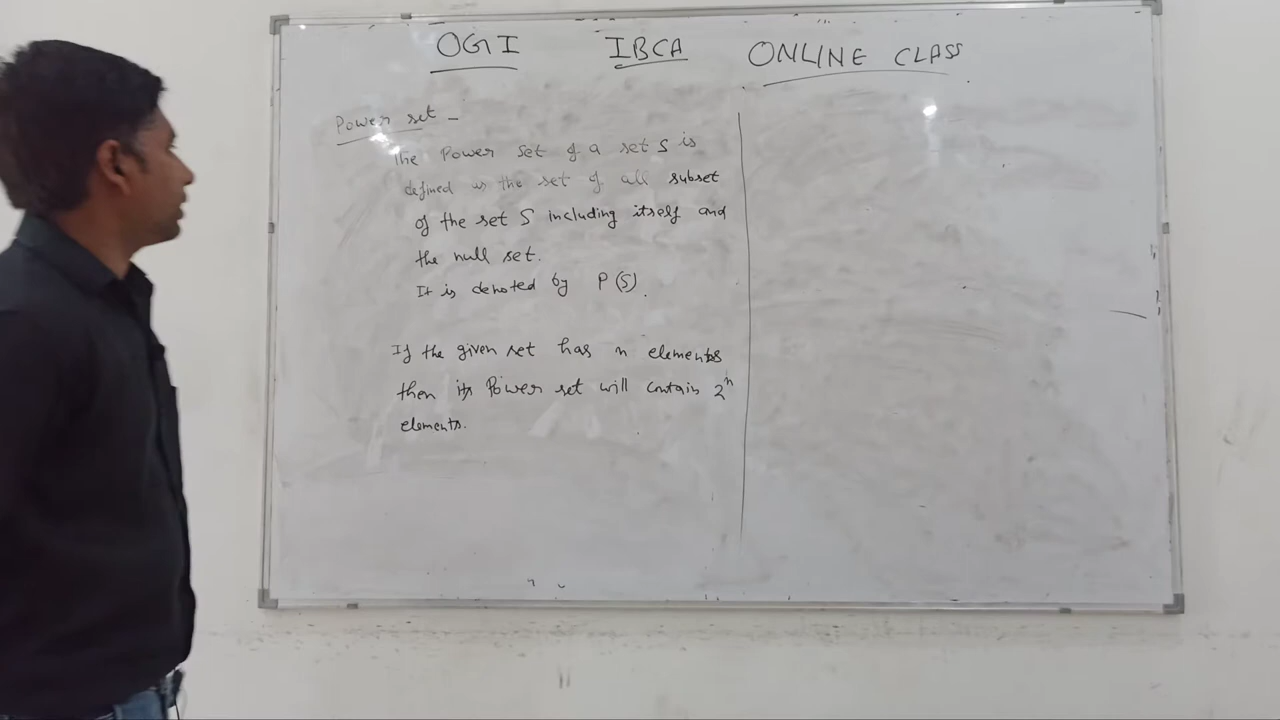 OGI IBCA ONLINE CLASS
Power set -
The Power set of a set S is
defined as the set of all subset
of the set S including itself and
the null set.
It is denoted by P(S).
If the given set has n elements
then its Power set will contain 2ⁿ
elements.